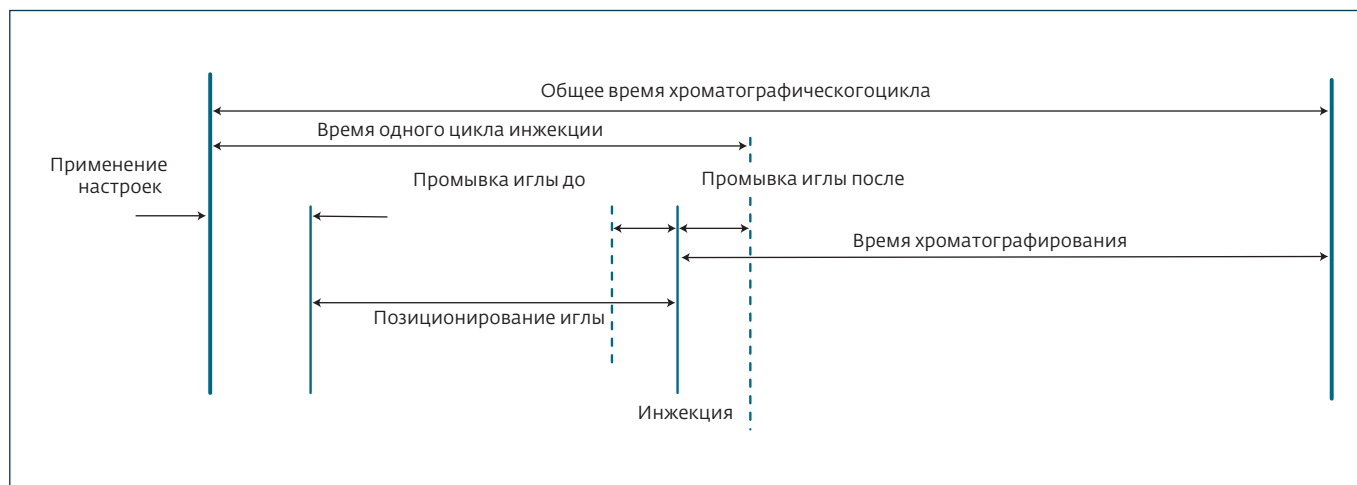 Общее время хроматографическогоцикла
Время одного цикла инжекции
Применение
настроек
Промывка иглы до
Промывка иглы после
Время хроматографирования
Позиционирование иглы
Инжекция